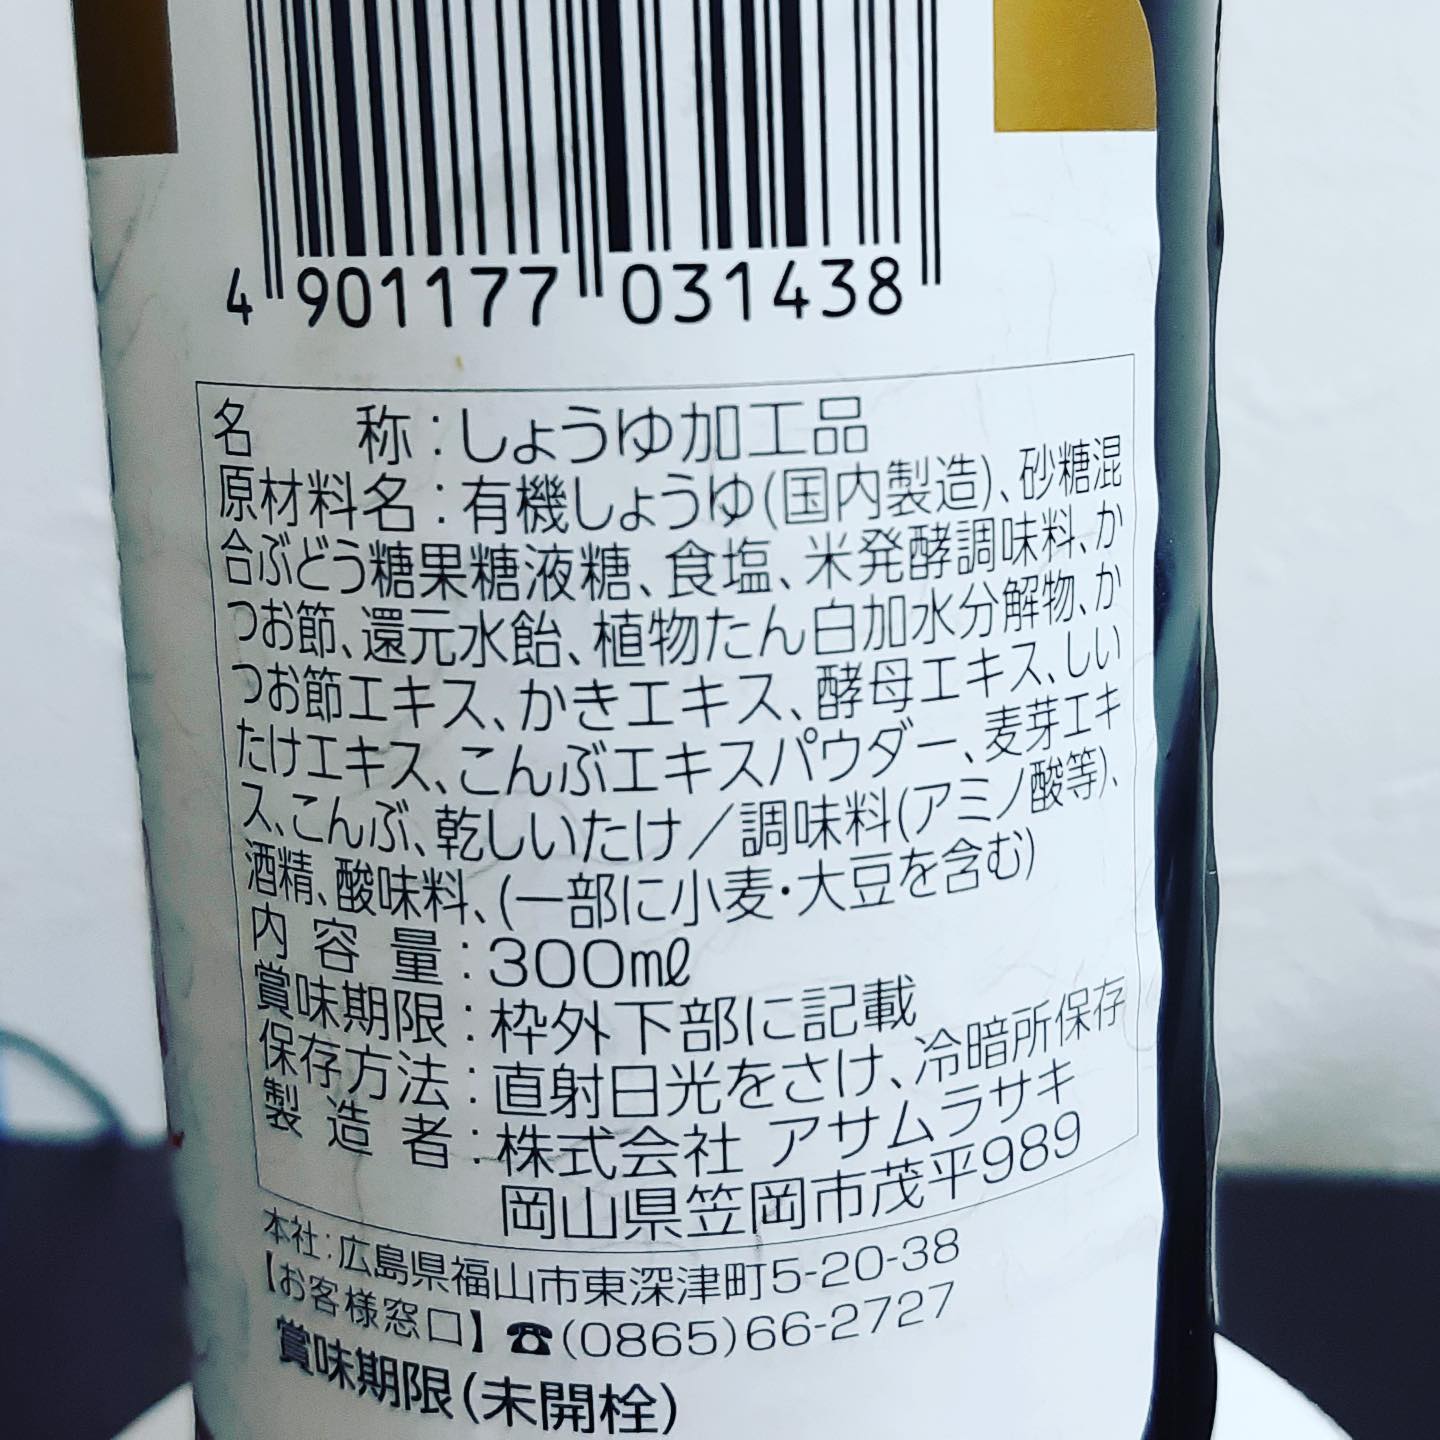 4 901177 031438
名　称：しょうゆ加工品
原材料名：有機しょうゆ(国内製造)、砂糖混
合ぶどう糖果糖液糖、食塩、米発酵調味料、か
つお節、還元水飴、植物たん白加水分解物、か
つお節エキス、かきエキス、酵母エキス、しい
たけエキス、こんぶエキスパウダー、麦芽エキ
ス、こんぶ、乾しいたけ／調味料(アミノ酸等)、
酒精、酸味料、(一部に小麦・大豆を含む)
内容量：300mℓ
賞味期限：枠外下部に記載
保存方法：直射日光をさけ、冷暗所保存
製造者：株式会社 アサムラサキ
岡山県笠岡市茂平989
本社：広島県福山市東深津町5-20-38
【お客様窓口】☎(0865)66-2727
賞味期限(未開栓)